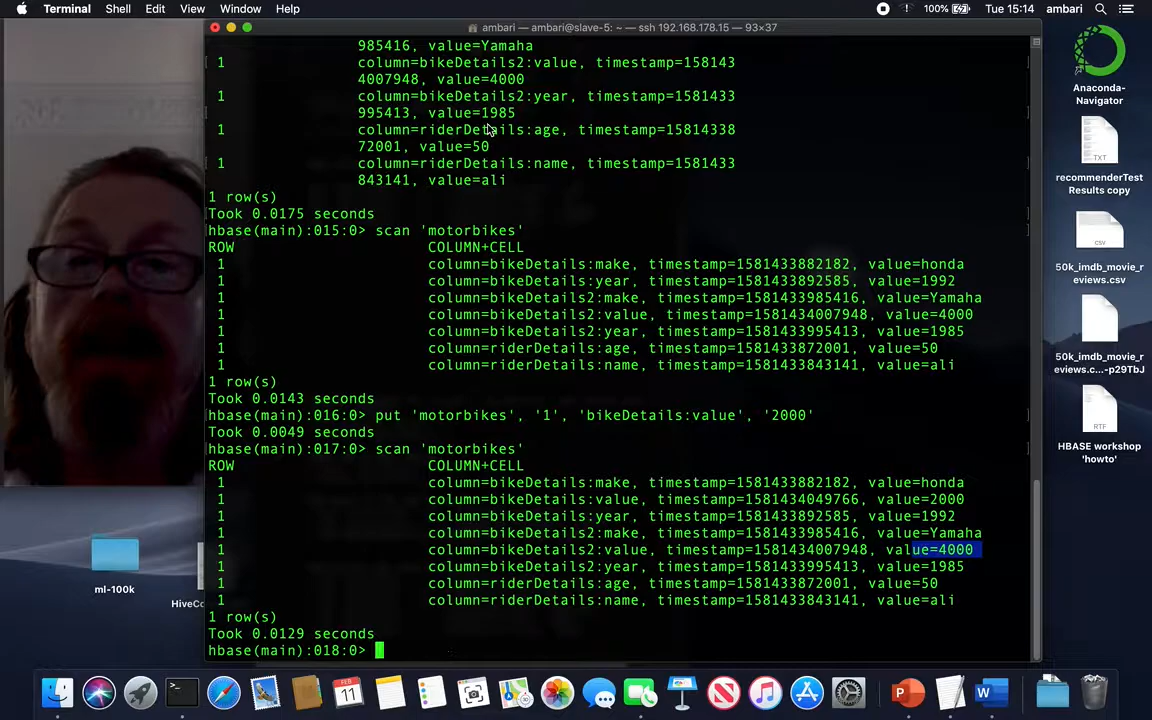 Terminal Shell Edit View Window Help
100% Tue 15:14 ambari
ambari — ambari@slave-5: ~ — ssh 192.168.178.15 — 93×37
985416, value=Yamaha
1 column=bikeDetails2:value, timestamp=158143
4007948, value=4000
1 column=bikeDetails2:year, timestamp=1581433
995413, value=1985
1 column=riderDetails:age, timestamp=15814338
72001, value=50
1 column=riderDetails:name, timestamp=1581433
843141, value=ali
1 row(s)
Took 0.0175 seconds
hbase(main):015:0> scan 'motorbikes'
ROW COLUMN+CELL
1 column=bikeDetails:make, timestamp=1581433882182, value=honda
1 column=bikeDetails:year, timestamp=1581433892585, value=1992
1 column=bikeDetails2:make, timestamp=1581433985416, value=Yamaha
1 column=bikeDetails2:value, timestamp=1581434007948, value=4000
1 column=bikeDetails2:year, timestamp=1581433995413, value=1985
1 column=riderDetails:age, timestamp=1581433872001, value=50
1 column=riderDetails:name, timestamp=1581433843141, value=ali
1 row(s)
Took 0.0143 seconds
hbase(main):016:0> put 'motorbikes', '1', 'bikeDetails:value', '2000'
Took 0.0049 seconds
hbase(main):017:0> scan 'motorbikes'
ROW COLUMN+CELL
1 column=bikeDetails:make, timestamp=1581433882182, value=honda
1 column=bikeDetails:value, timestamp=1581434049766, value=2000
1 column=bikeDetails:year, timestamp=1581433892585, value=1992
1 column=bikeDetails2:make, timestamp=1581433985416, value=Yamaha
1 column=bikeDetails2:value, timestamp=1581434007948, value=4000
1 column=bikeDetails2:year, timestamp=1581433995413, value=1985
1 column=riderDetails:age, timestamp=1581433872001, value=50
1 column=riderDetails:name, timestamp=1581433843141, value=ali
1 row(s)
Took 0.0129 seconds
hbase(main):018:0>
Anaconda-
Navigator
TXT
recommenderTest
Results copy
CSV
50k_imdb_movie_r
eviews.csv
50k_imdb_movie_r
eviews.c...-p29TbJ
RTF
HBASE workshop
'howto'
ml-100k
HiveCo
FEB
11